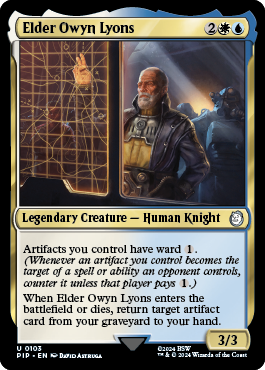 Elder Owyn Lyons 2
Legendary Creature — Human Knight
Artifacts you control have ward 1.
(Whenever an artifact you control becomes the
target of a spell or ability an opponent controls,
counter it unless that player pays 1.)
When Elder Owyn Lyons enters the
battlefield or dies, return target artifact
card from your graveyard to your hand.
3/3
U 0103 ©2024 BSW
PIP • EN DAVID ASTRUGA ™ & © 2024 Wizards of the Coast